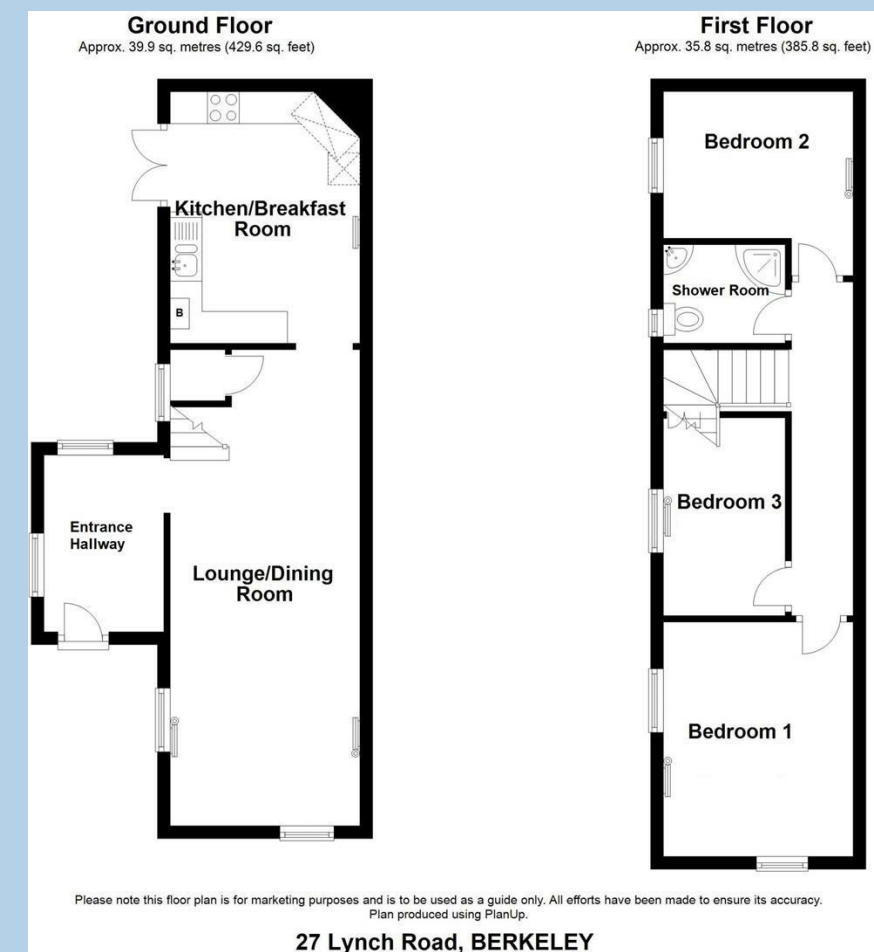 Ground Floor
Approx. 39.9 sq. metres (429.6 sq. feet)
Kitchen/Breakfast
Room
B
Entrance
Hallway
Lounge/Dining
Room
First Floor
Approx. 35.8 sq. metres (385.8 sq. feet)
Bedroom 2
Shower Room
Bedroom 3
Bedroom 1
Please note this floor plan is for marketing purposes and is to be used as a guide only. All efforts have been made to ensure its accuracy.
Plan produced using PlanUp.
27 Lynch Road, BERKELEY